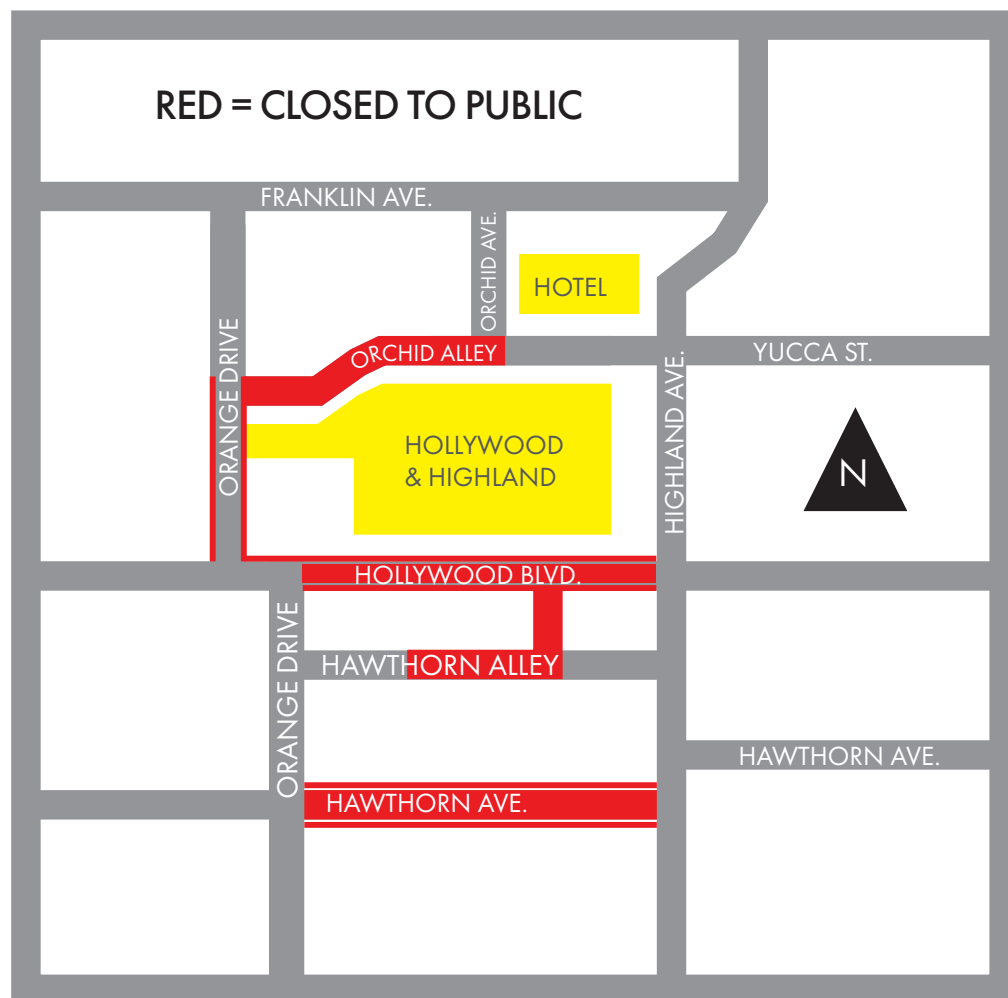 RED = CLOSED TO PUBLIC
FRANKLIN AVE.
ORCHID AVE.
HOTEL
ORANGE DRIVE
ORCHID ALLEY
YUCCA ST.
HIGHLAND AVE.
HOLLYWOOD
& HIGHLAND
N
HOLLYWOOD BLVD.
ORANGE DRIVE
HAWTHORN ALLEY
HAWTHORN AVE.
HAWTHORN AVE.